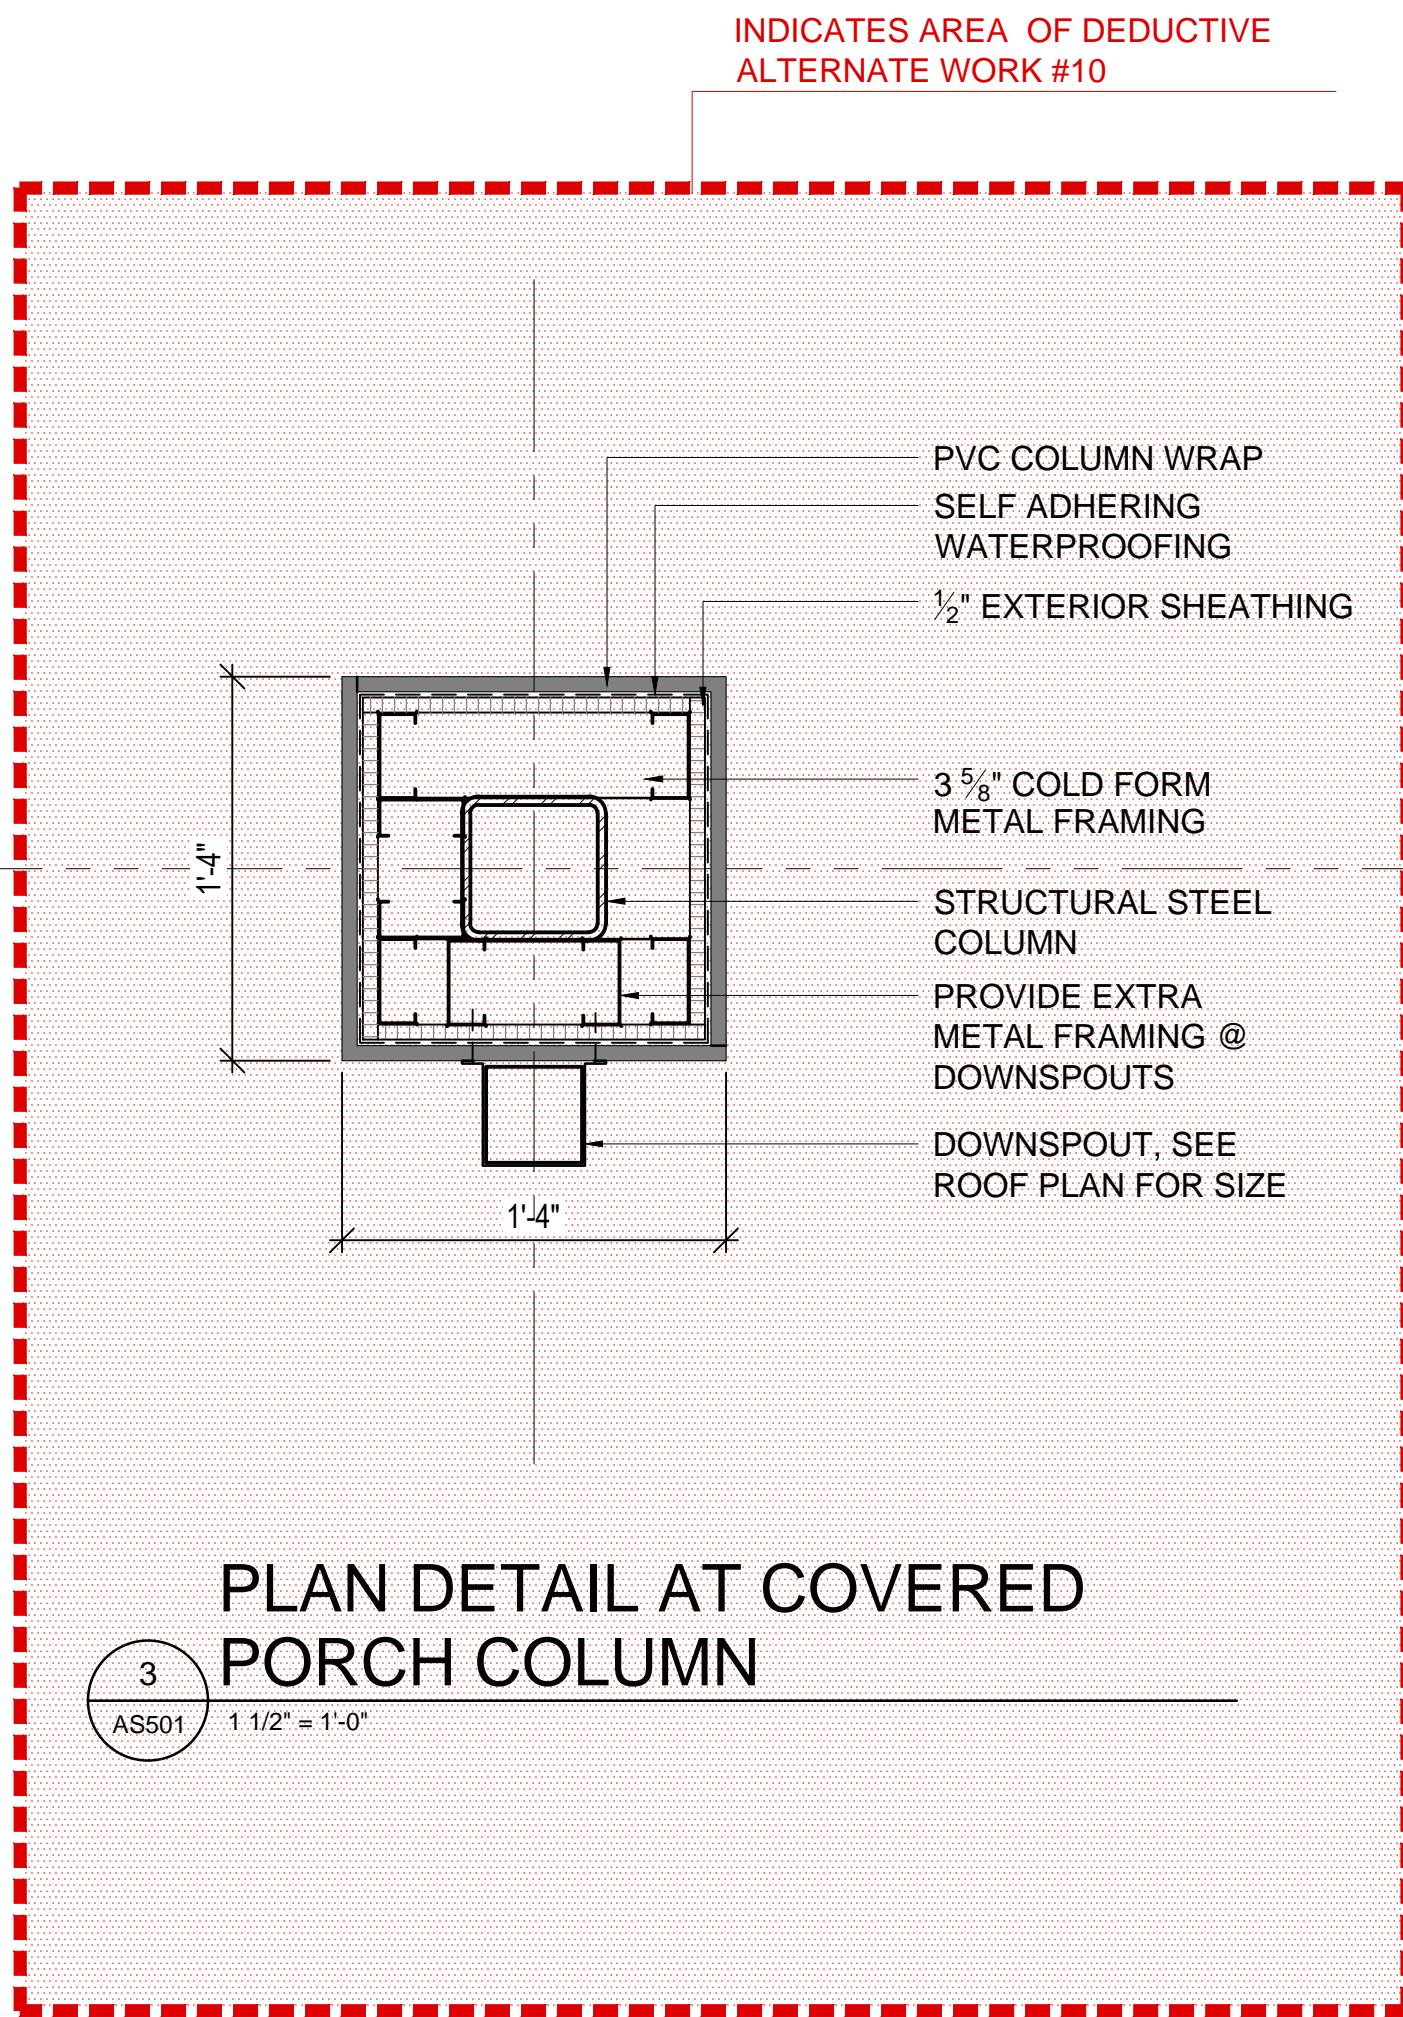 INDICATES AREA OF DEDUCTIVE
ALTERNATE WORK #10
PVC COLUMN WRAP
SELF ADHERING
WATERPROOFING
1/2" EXTERIOR SHEATHING
3 5/8" COLD FORM
METAL FRAMING
1'-4"
STRUCTURAL STEEL
COLUMN
PROVIDE EXTRA
METAL FRAMING @
DOWNSPOUTS
DOWNSPOUT, SEE
ROOF PLAN FOR SIZE
1'-4"
PLAN DETAIL AT COVERED
PORCH COLUMN
3
AS501
1 1/2" = 1'-0"